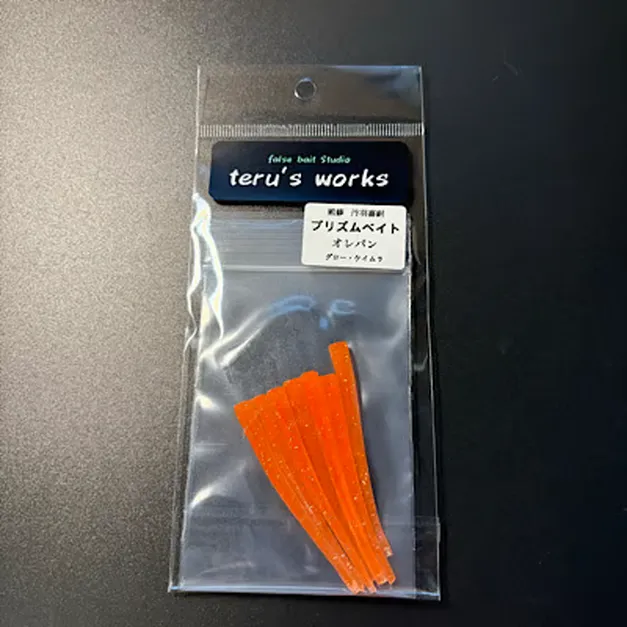 false bait Studio
teru's works
プリズムベイト
オレパン
グロー・ケイムラ